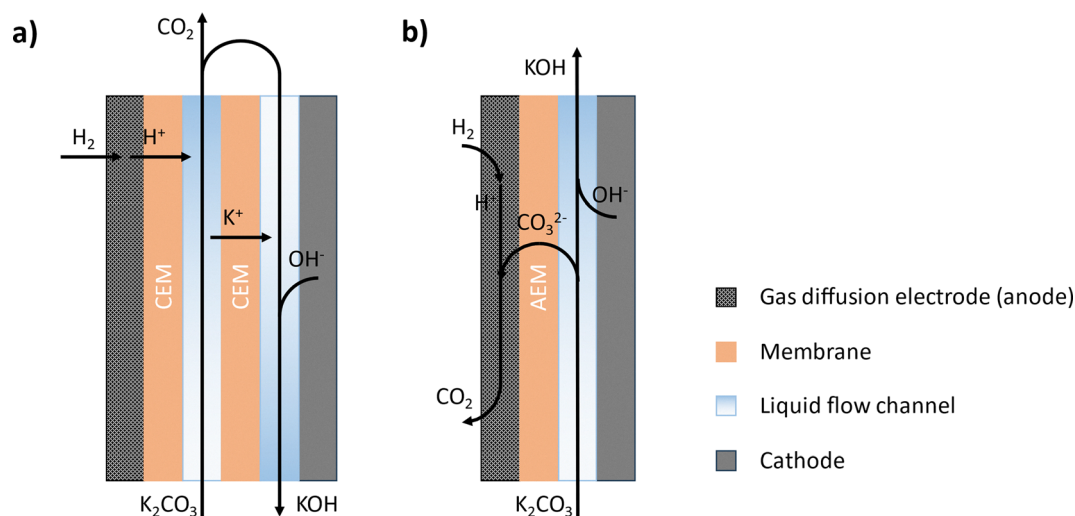 a)
CO₂
H₂
H⁺
K⁺
OH⁻
CEM
CEM
K₂CO₃
KOH
b)
KOH
H₂
H⁺
OH⁻
CO₃²⁻
AEM
CO₂
K₂CO₃
Gas diffusion electrode (anode)
Membrane
Liquid flow channel
Cathode